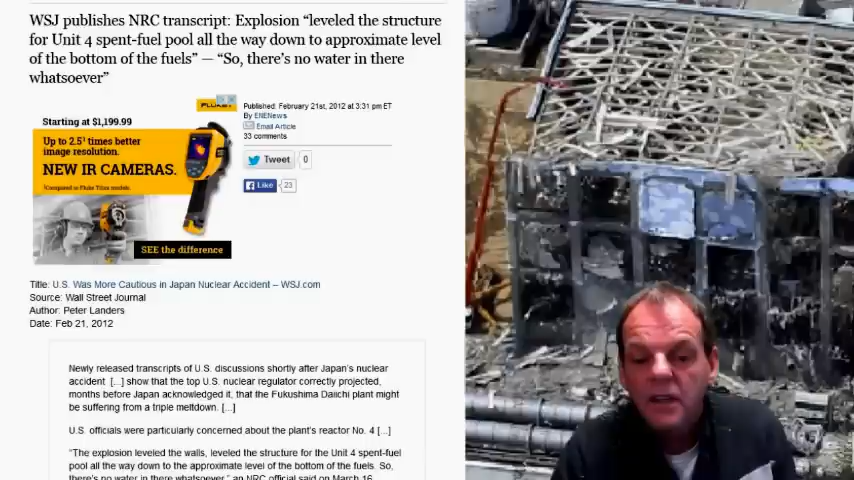 WSJ publishes NRC transcript: Explosion “leveled the structure
for Unit 4 spent-fuel pool all the way down to approximate level
of the bottom of the fuels” — “So, there’s no water in there
whatsoever”
FLUKE
Starting at $1,199.99
Up to 2.5¹ times better
image resolution.
NEW IR CAMERAS.
¹Compared to Fluke TiXxx models.
SEE the difference
Published: February 21st, 2012 at 3:31 pm ET
By ENENews
Email Article
33 comments
Tweet 0
Like 23
Title: U.S. Was More Cautious in Japan Nuclear Accident – WSJ.com
Source: Wall Street Journal
Author: Peter Landers
Date: Feb 21, 2012
Newly released transcripts of U.S. discussions shortly after Japan’s nuclear
accident [...] show that the top U.S. nuclear regulator correctly projected,
months before Japan acknowledged it, that the Fukushima Daiichi plant might
be suffering from a triple meltdown. [...]
U.S. officials were particularly concerned about the plant’s reactor No. 4 [...]
“The explosion leveled the walls, leveled the structure for the Unit 4 spent-fuel
pool all the way down to the approximate level of the bottom of the fuels. So,
there’s no water in there whatsoever,” an NRC official said on March 16.